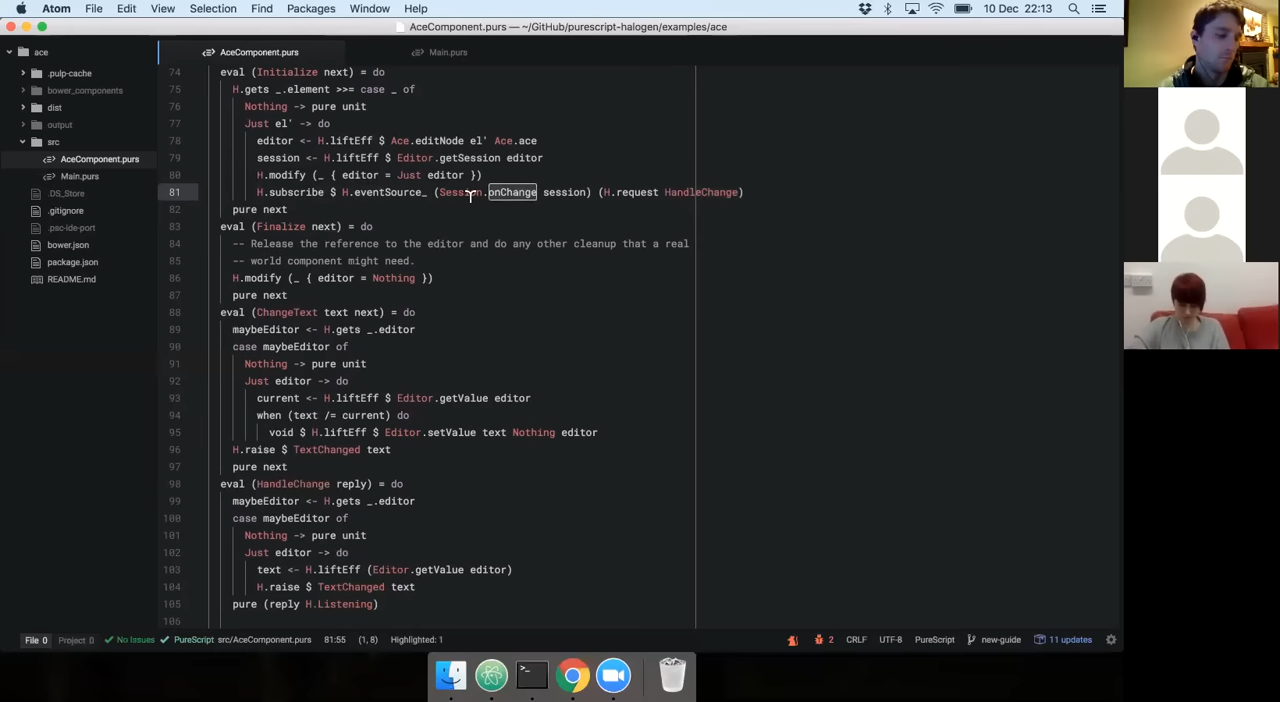 Atom File Edit View Selection Find Packages Window Help 10 Dec 22:13
AceComponent.purs — ~/GitHub/purescript-halogen/examples/ace
ace
AceComponent.purs
Main.purs
.pulp-cache
bower_components
dist
output
src
AceComponent.purs
Main.purs
.DS_Store
.gitignore
.psc-ide-port
bower.json
package.json
README.md
74 eval (Initialize next) = do
75 H.gets _.element >>= case _ of
76 Nothing -> pure unit
77 Just el' -> do
78 editor <- H.liftEff $ Ace.editNode el' Ace.ace
79 session <- H.liftEff $ Editor.getSession editor
80 H.modify (_ { editor = Just editor })
81 H.subscribe $ H.eventSource_ (Session.onChange session) (H.request HandleChange)
82 pure next
83 eval (Finalize next) = do
84 -- Release the reference to the editor and do any other cleanup that a real
85 -- world component might need.
86 H.modify (_ { editor = Nothing })
87 pure next
88 eval (ChangeText text next) = do
89 maybeEditor <- H.gets _.editor
90 case maybeEditor of
91 Nothing -> pure unit
92 Just editor -> do
93 current <- H.liftEff $ Editor.getValue editor
94 when (text /= current) do
95 void $ H.liftEff $ Editor.setValue text Nothing editor
96 H.raise $ TextChanged text
97 pure next
98 eval (HandleChange reply) = do
99 maybeEditor <- H.gets _.editor
100 case maybeEditor of
101 Nothing -> pure unit
102 Just editor -> do
103 text <- H.liftEff (Editor.getValue editor)
104 H.raise $ TextChanged text
105 pure (reply H.Listening)
106
File 0 Project 0 No Issues PureScript src/AceComponent.purs 81:55 (1, 8) Highlighted: 1 2 CRLF UTF-8 PureScript new-guide 11 updates